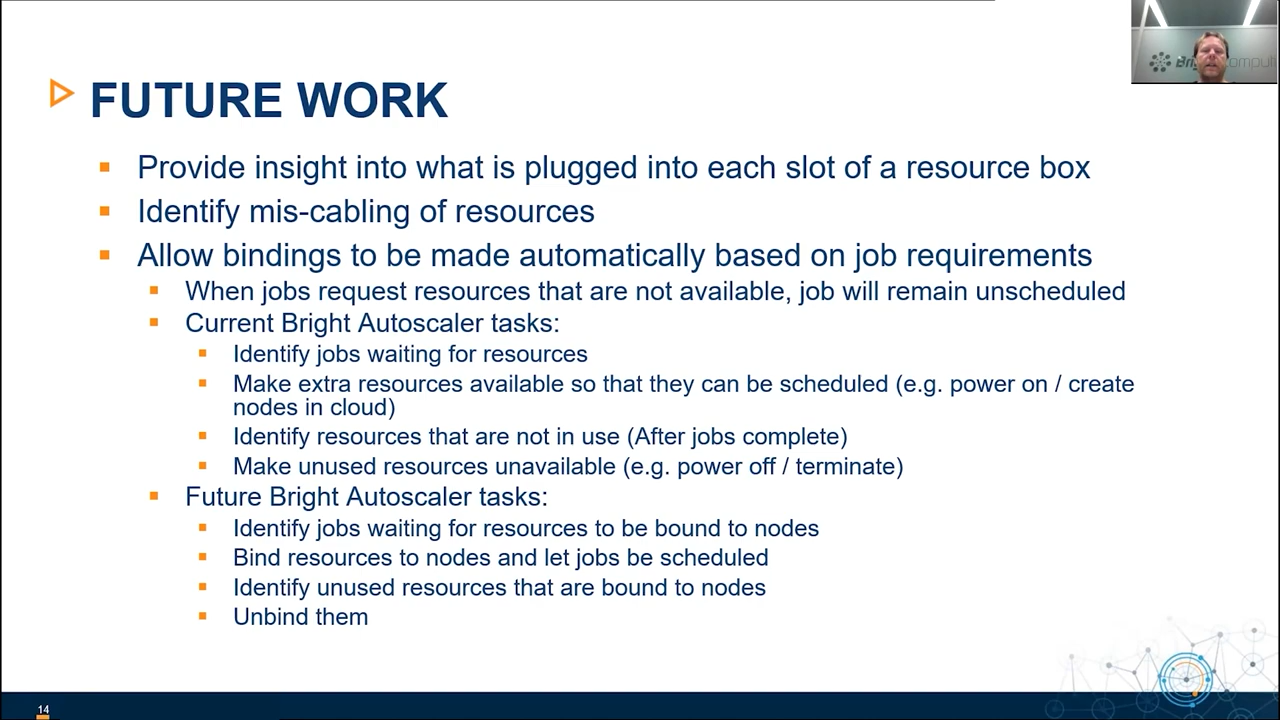 FUTURE WORK
Provide insight into what is plugged into each slot of a resource box
Identify mis-cabling of resources
Allow bindings to be made automatically based on job requirements
When jobs request resources that are not available, job will remain unscheduled
Current Bright Autoscaler tasks:
Identify jobs waiting for resources
Make extra resources available so that they can be scheduled (e.g. power on / create
nodes in cloud)
Identify resources that are not in use (After jobs complete)
Make unused resources unavailable (e.g. power off / terminate)
Future Bright Autoscaler tasks:
Identify jobs waiting for resources to be bound to nodes
Bind resources to nodes and let jobs be scheduled
Identify unused resources that are bound to nodes
Unbind them
14